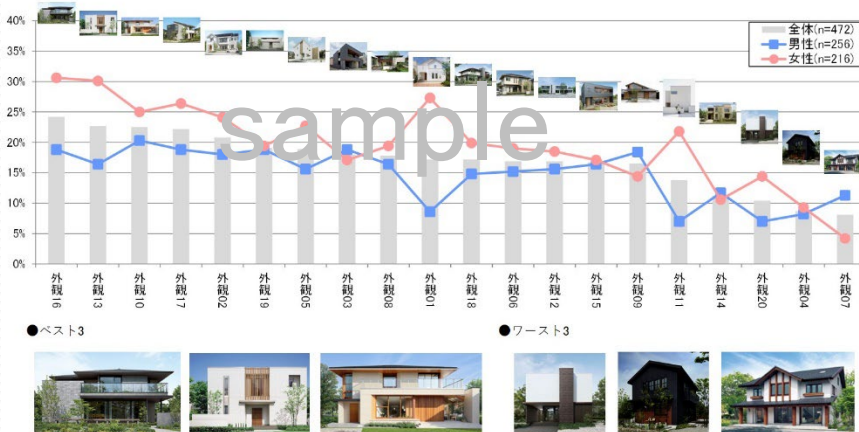 40%
35%
30%
25%
20%
15%
10%
5%
0%
全体(n=472)
男性(n=256)
女性(n=216)
sample
外観16
外観13
外観10
外観17
外観02
外観19
外観05
外観03
外観08
外観01
外観18
外観06
外観12
外観15
外観09
外観11
外観14
外観20
外観04
外観07
●ベスト3
●ワースト3